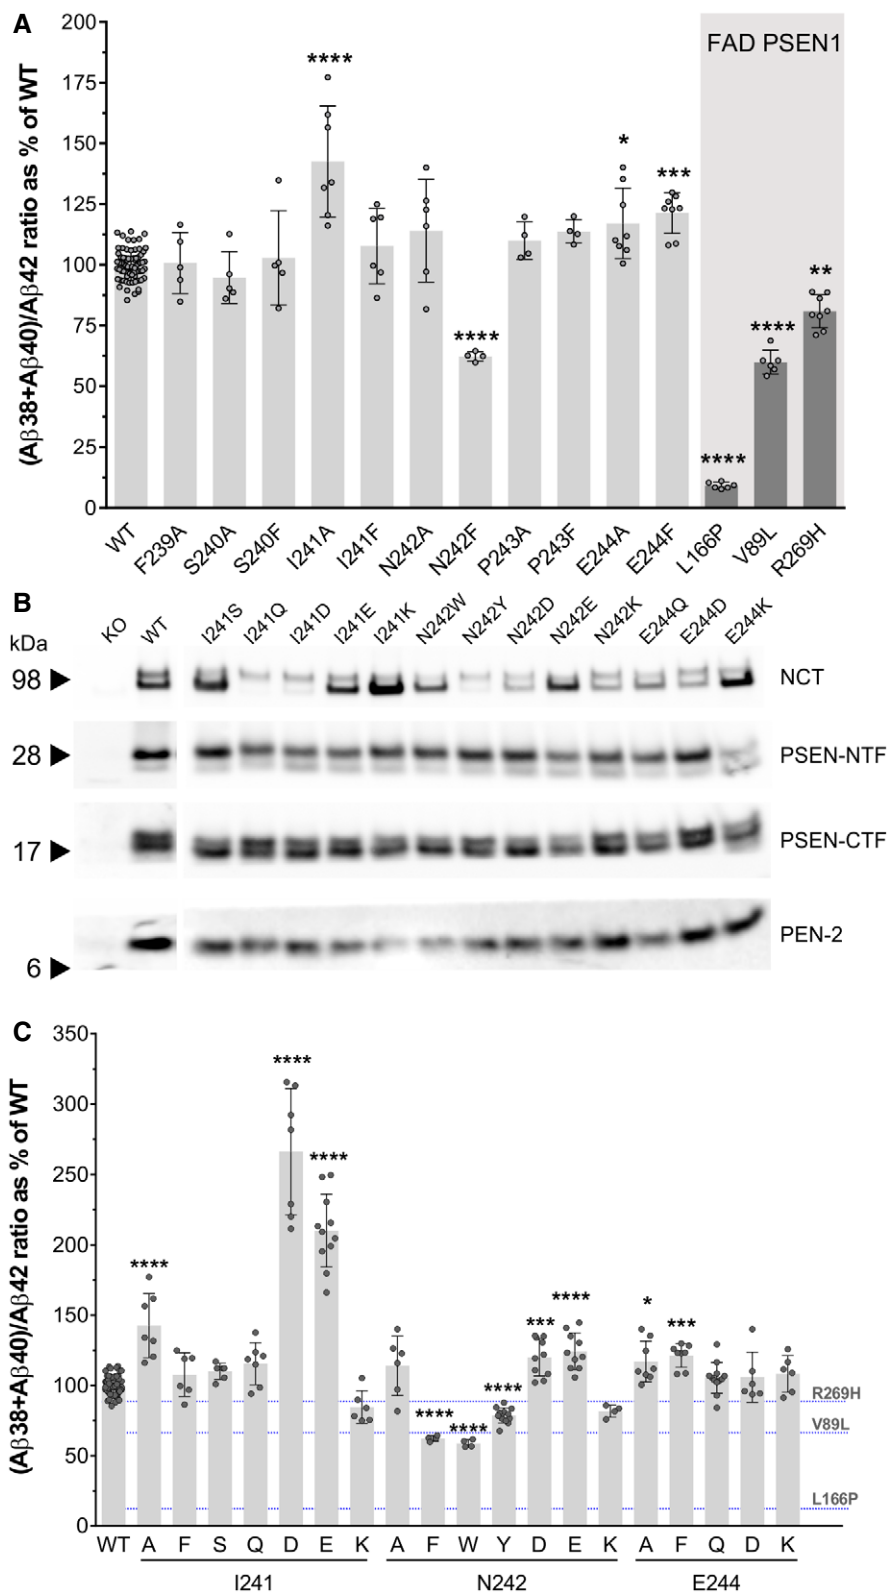 A
(Aβ38+Aβ40)/Aβ42 ratio as % of WT
200
175
150
125
100
75
50
25
0
FAD PSEN1
****
****
*
***
****
****
**
WT F239A S240A S240F I241A I241F N242A N242F P243A P243F E244A E244F L166P V89L R269H
B
kDa
KO WT I241S I241Q I241D I241E I241K N242W N242Y N242D N242E N242K E244Q E244D E244K
98 NCT
28 PSEN-NTF
17 PSEN-CTF
PEN-2
6
C
(Aβ38+Aβ40)/Aβ42 ratio as % of WT
350
300
250
200
150
100
50
0
****
****
****
****
****
****
***
****
*
***
R269H
V89L
L166P
WT A F S Q D E K A F W Y D E K A F Q D K
I241 N242 E244